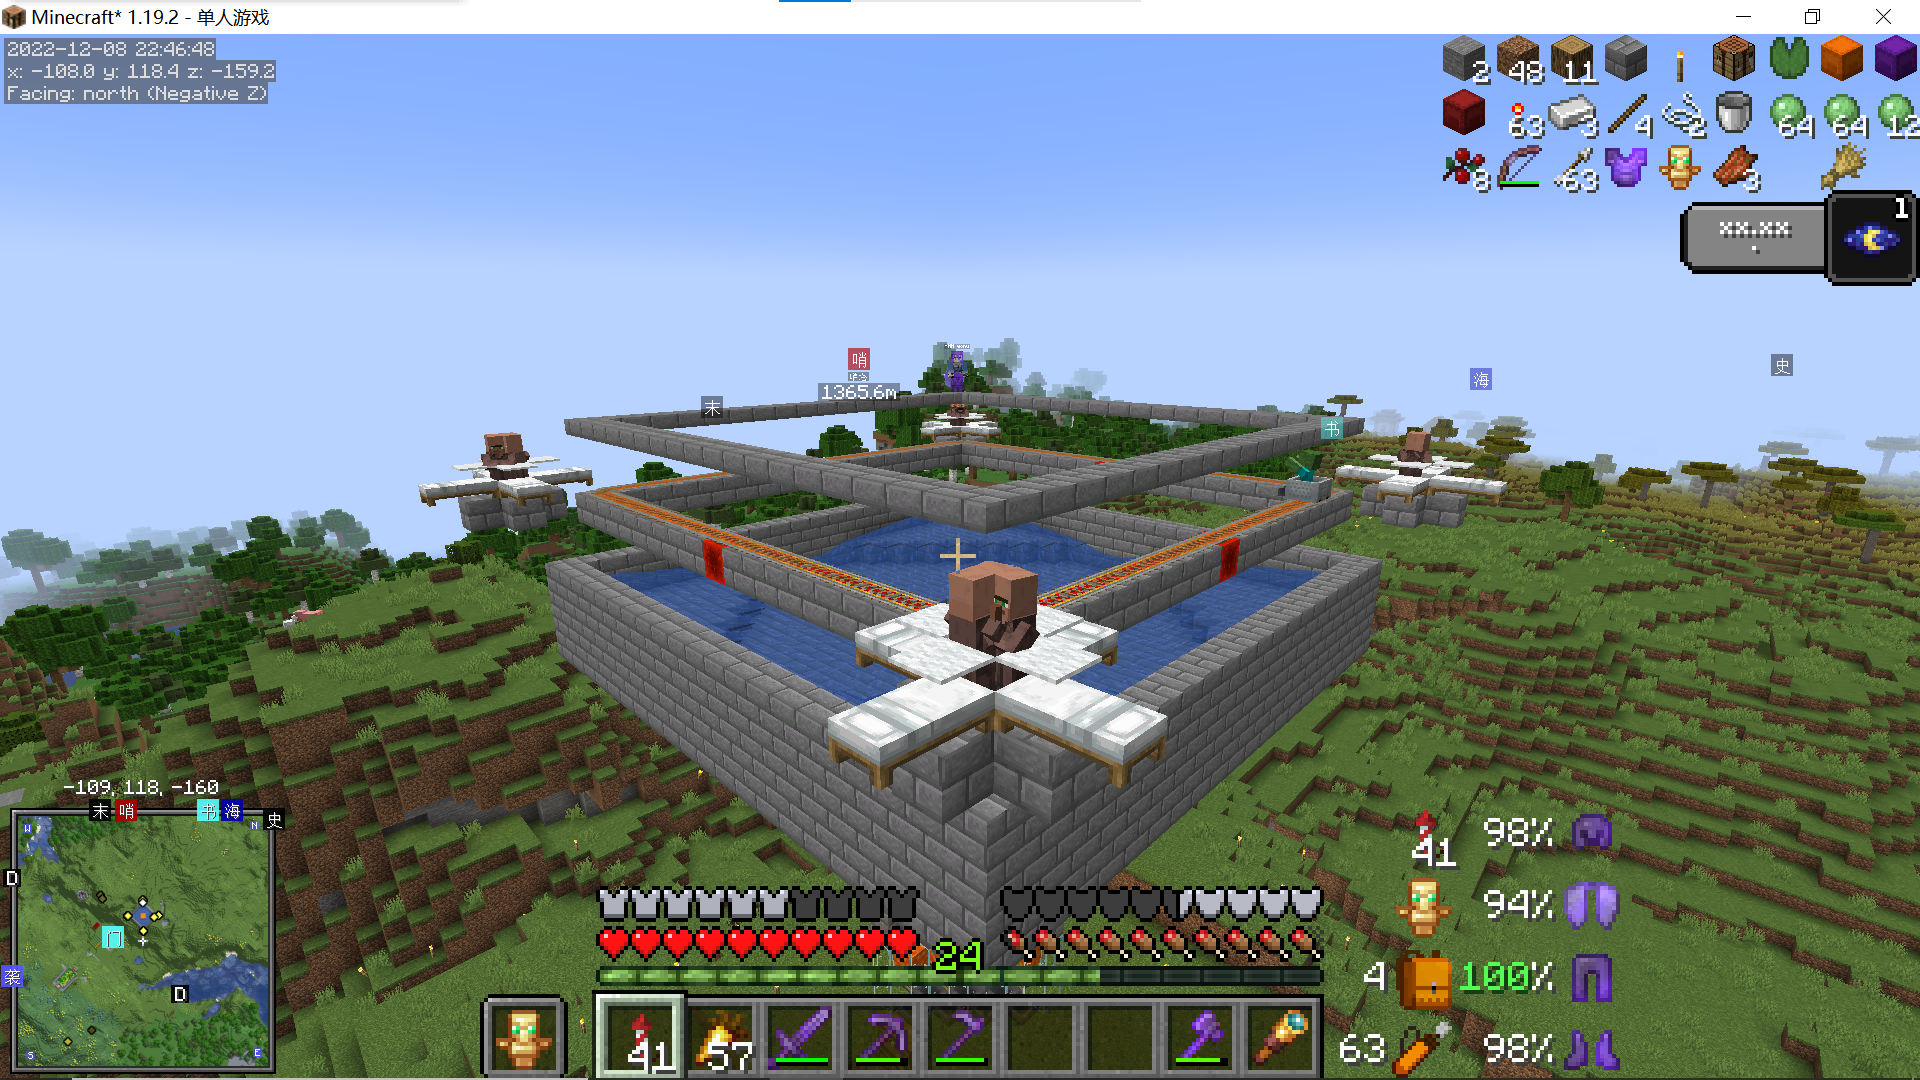 Minecraft* 1.19.2 - 单人游戏
2022-12-08 22:46:48
x: -108.0 y: 118.4 z: -159.2
Facing: north (Negative Z)
2
48
11
63
3
4
2
64
64
12
8
63
3
1
xx.xx
哨
1365.6m
末
海
史
书
-109, 118, -160
末
哨
书
海
史
W
N
D
D
袭
S
E
24
41
57
41
98%
94%
4
100%
63
98%